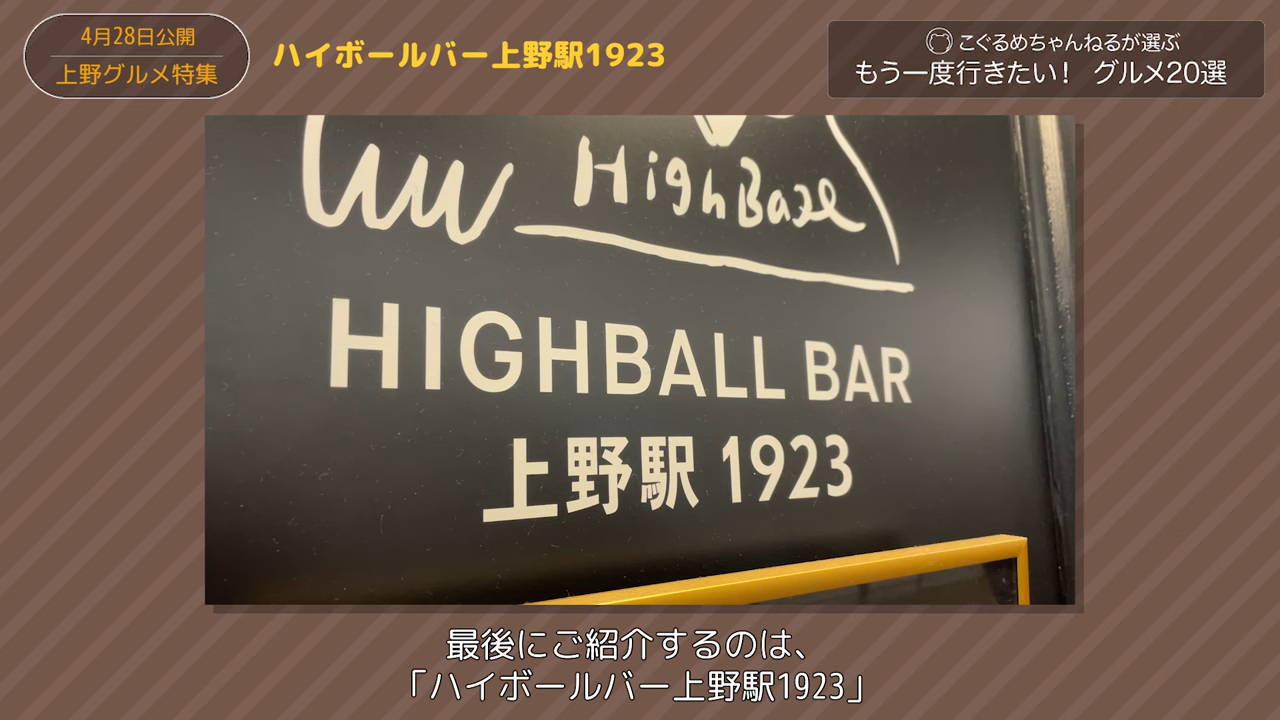 4月28日公開
上野グルメ特集
ハイボールバー上野駅1923
こぐるめちゃんねるが選ぶ
もう一度行きたい! グルメ20選
HighBaze
HIGHBALL BAR
上野駅 1923
最後にご紹介するのは、
「ハイボールバー上野駅1923」